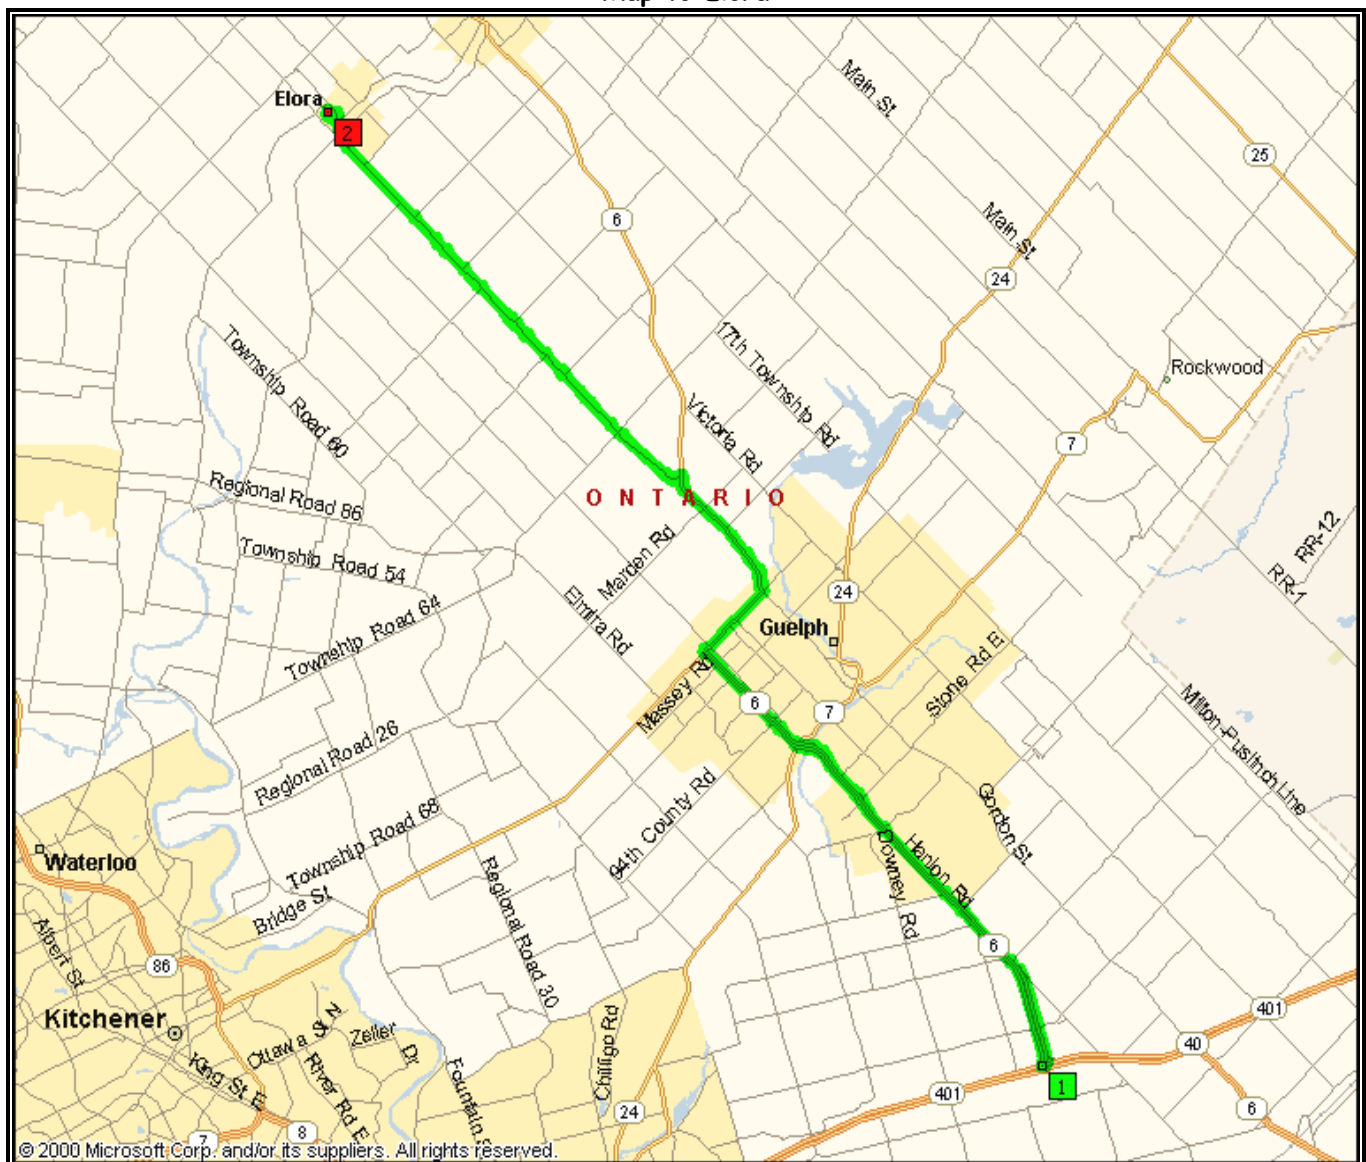 Map To Elora
Main St
Elora
2
25
6
Main St
24
17th Township Rd
Township Road 60
Rockwood
Victoria Rd
7
Regional Road 86
ONTARIO
Marden Rd
RR-12
Township Road 54
RR-1
24
Elmira Rd
Township Road 64
Guelph
Stone Rd E
Massey Rd
6
7
Milton-Puslinch Line
Regional Road 26
94th County Rd
Gordon St
Township Road 68
Hanlon Rd
Downey Rd
Waterloo
Regional Road 30
Bridge St
Albert St
6
86
401
Kitchener
Ottawa St N
Zeller Dr
Chilligo Rd
40
King St E
River Rd E
Fountain S
401
1
24
6
7
8
© 2000 Microsoft Corp. and/or its suppliers. All rights reserved.